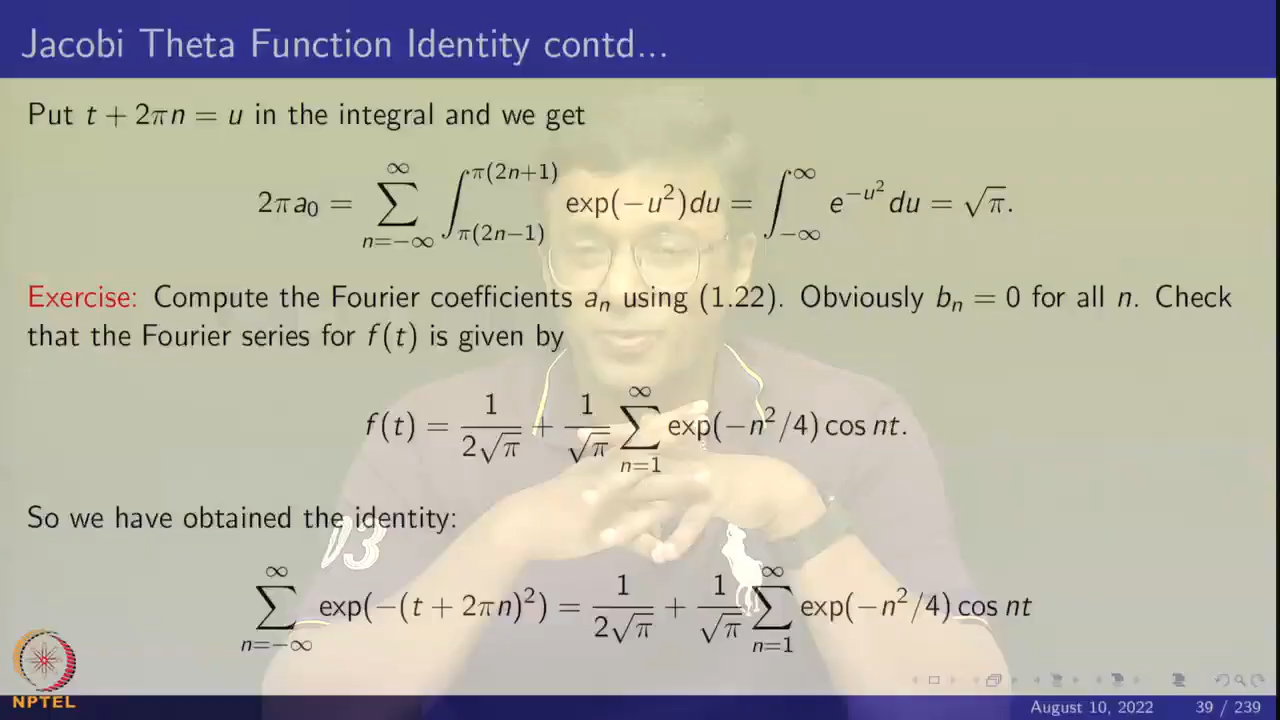 Jacobi Theta Function Identity contd...
Put t + 2πn = u in the integral and we get
2πa₀ = ∑_{n=−∞}^{∞} ∫_{π(2n−1)}^{π(2n+1)} exp(−u²)du = ∫_{−∞}^{∞} e^{−u²} du = √π.
Exercise: Compute the Fourier coefficients aₙ using (1.22). Obviously bₙ = 0 for all n. Check
that the Fourier series for f(t) is given by
f(t) = 1/(2√π) + 1/√π ∑_{n=1}^{∞} exp(−n²/4) cos nt.
So we have obtained the identity:
03
∑_{n=−∞}^{∞} exp(−(t + 2πn)²) = 1/(2√π) + 1/√π ∑_{n=1}^{∞} exp(−n²/4) cos nt
NPTEL
August 10, 2022 39 / 239